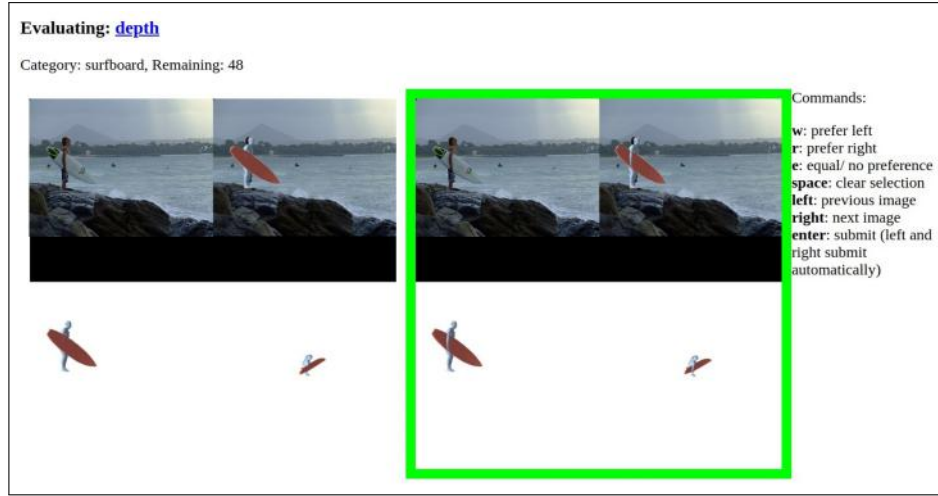 Evaluating: depth
Category: surfboard, Remaining: 48
Commands:
w: prefer left
r: prefer right
e: equal/ no preference
space: clear selection
left: previous image
right: next image
enter: submit (left and
right submit
automatically)